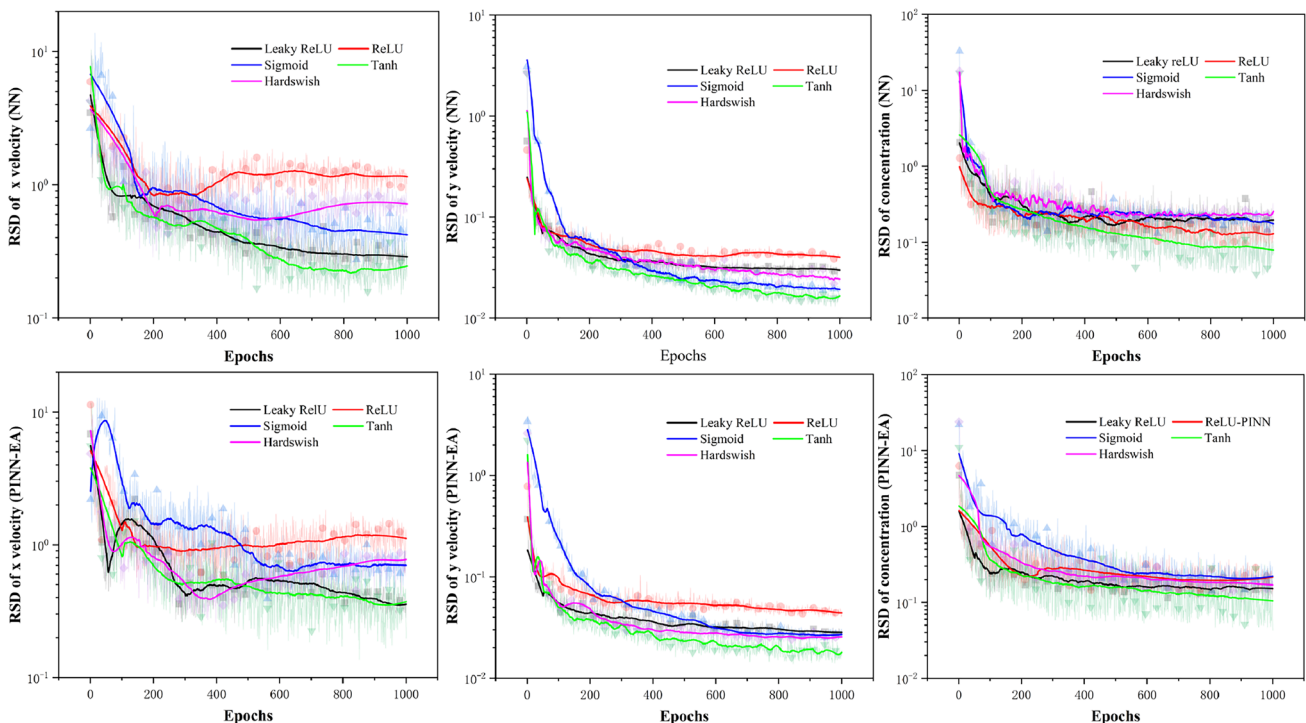 10¹
10⁰
10⁻¹
RSD of x velocity (NN)
Leaky ReLU ReLU
Sigmoid Tanh
Hardswish
0 200 400 600 800 1000
Epochs
10¹
10⁰
10⁻¹
10⁻²
RSD of y velocity (NN)
Leaky ReLU ReLU
Sigmoid Tanh
Hardswish
0 200 400 600 800 1000
Epochs
10²
10¹
10⁰
10⁻¹
10⁻²
RSD of concentration (NN)
Leaky reLU ReLU
Sigmoid Tanh
Hardswish
0 200 400 600 800 1000
Epochs
10¹
10⁰
10⁻¹
RSD of x velocity (PINN-EA)
Leaky RelU ReLU
Sigmoid Tanh
Hardswish
0 200 400 600 800 1000
Epochs
10¹
10⁰
10⁻¹
10⁻²
RSD of y velocity (PINN-EA)
Leaky ReLU ReLU
Sigmoid Tanh
Hardswish
0 200 400 600 800 1000
Epochs
10²
10¹
10⁰
10⁻¹
10⁻²
RSD of concentration (PINN-EA)
Leaky ReLU ReLU-PINN
Sigmoid Tanh
Hardswish
0 200 400 600 800 1000
Epochs